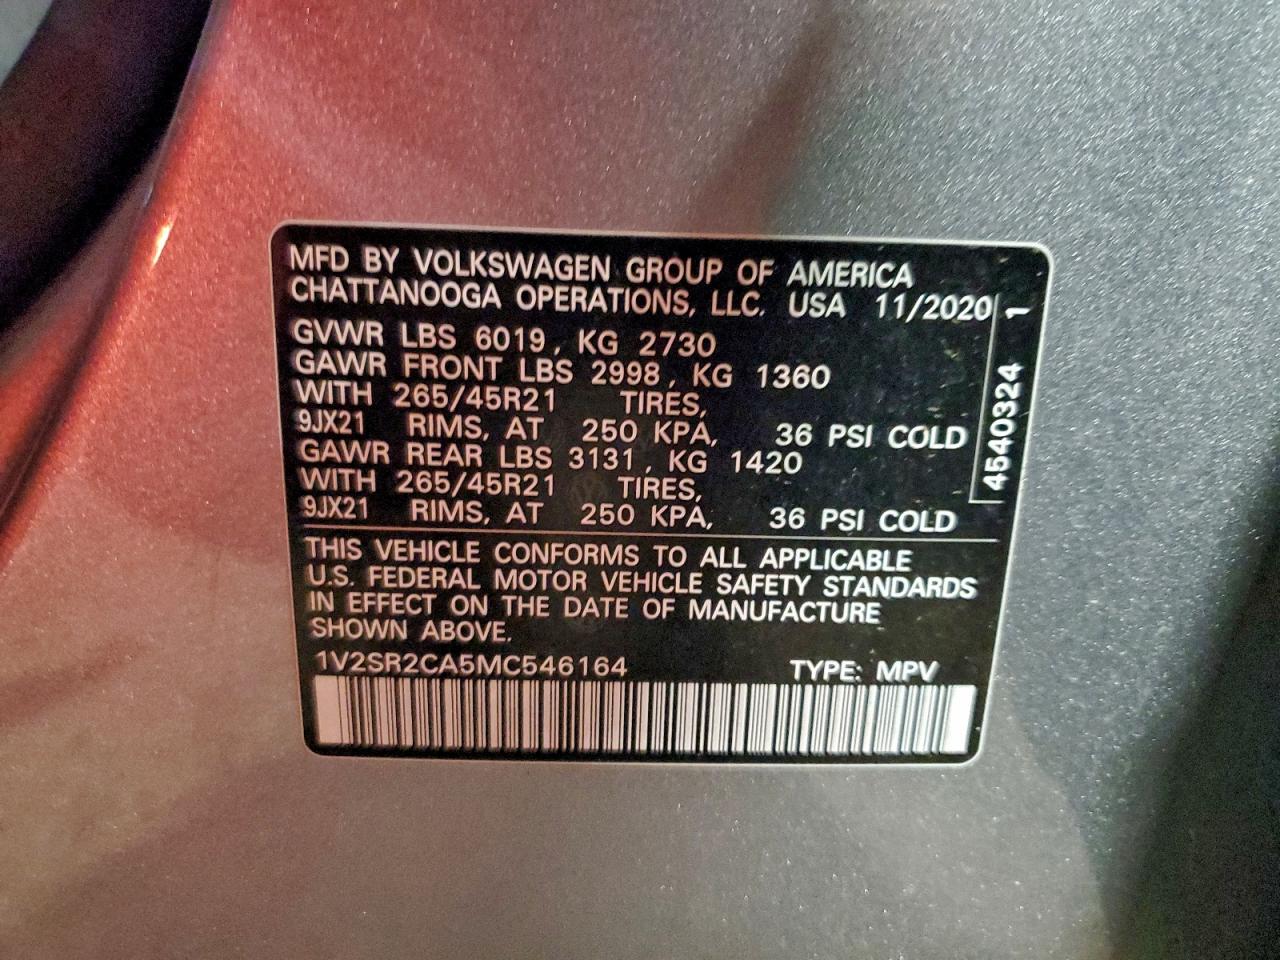 MFD BY VOLKSWAGEN GROUP OF AMERICA
CHATTANOOGA OPERATIONS, LLC. USA 11/2020
GVWR LBS 6019, KG 2730
GAWR FRONT LBS 2998, KG 1360
WITH 265/45R21 TIRES,
9JX21 RIMS, AT 250 KPA, 36 PSI COLD
GAWR REAR LBS 3131, KG 1420
WITH 265/45R21 TIRES,
9JX21 RIMS, AT 250 KPA, 36 PSI COLD
4540324 1
THIS VEHICLE CONFORMS TO ALL APPLICABLE
U.S. FEDERAL MOTOR VEHICLE SAFETY STANDARDS
IN EFFECT ON THE DATE OF MANUFACTURE
SHOWN ABOVE.
1V2SR2CA5MC546164 TYPE: MPV